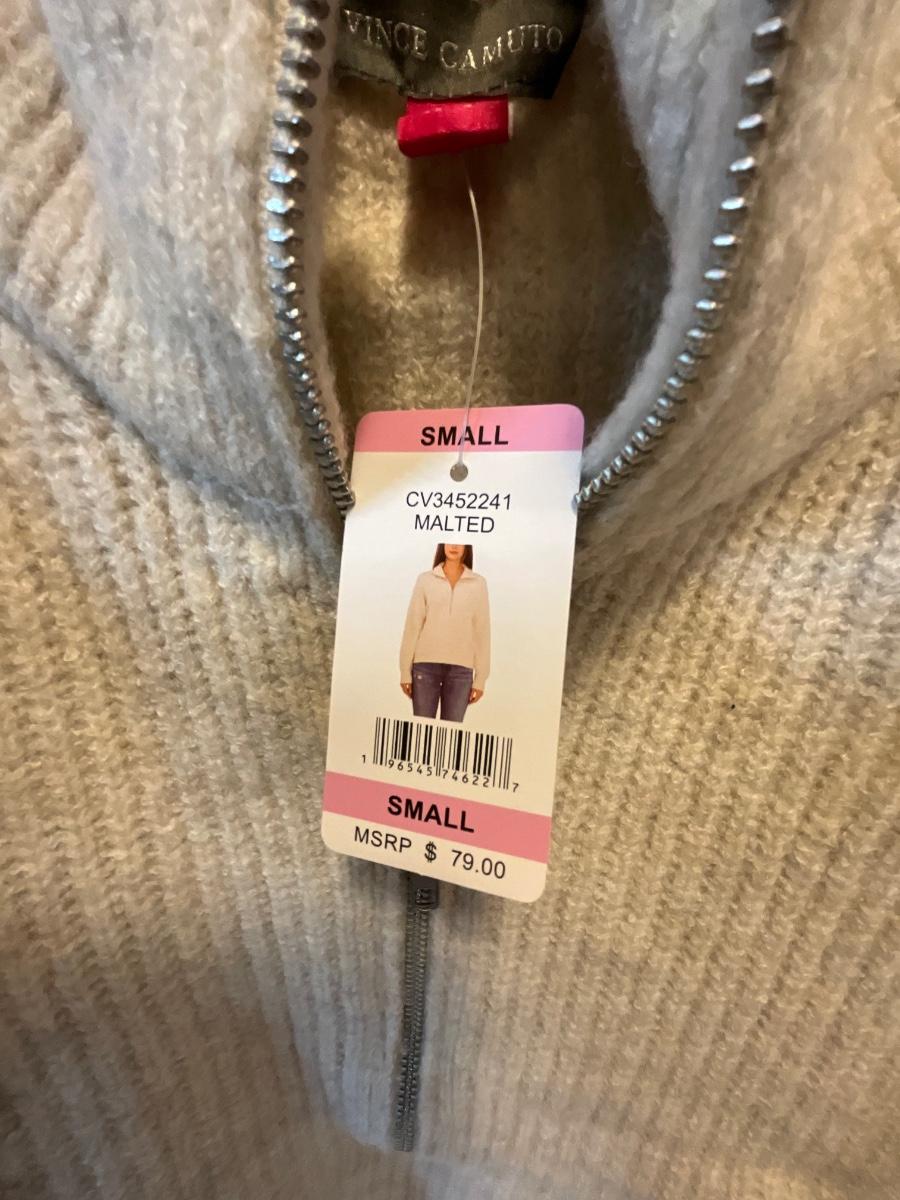 VINCE CAMUTO
SMALL
CV3452241
MALTED
1 96545 74622 7
SMALL
MSRP $ 79.00